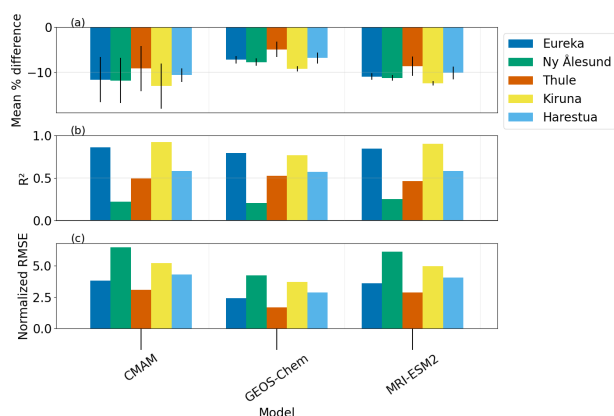 (a)
0
−10
Mean % difference
Eureka
Ny Ålesund
Thule
Kiruna
Harestua
(b)
1.0
0.5
0.0
R²
(c)
5.0
2.5
0.0
Normalized RMSE
CMAM
GEOS-Chem
MRI-ESM2
Model